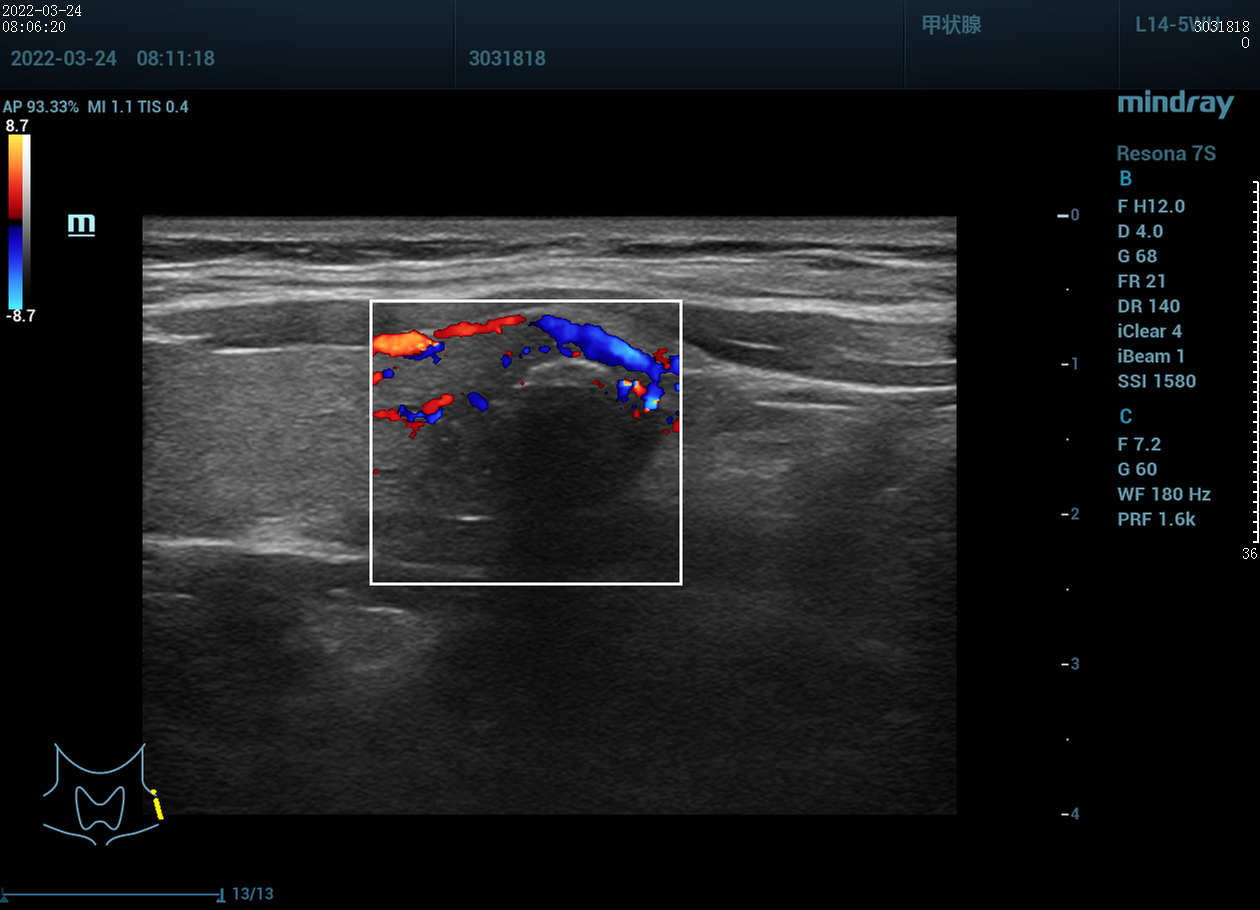 2022-03-24
08:06:20
2022-03-24 08:11:18
3031818
甲状腺
3031818
0
AP 93.33% MI 1.1 TIS 0.4
8.7
-8.7
m
mindray
Resona 7S
B
F H12.0
D 4.0
G 68
FR 21
DR 140
iClear 4
iBeam 1
SSI 1580
C
F 7.2
G 60
WF 180 Hz
PRF 1.6k
36
0
1
2
3
4
13/13